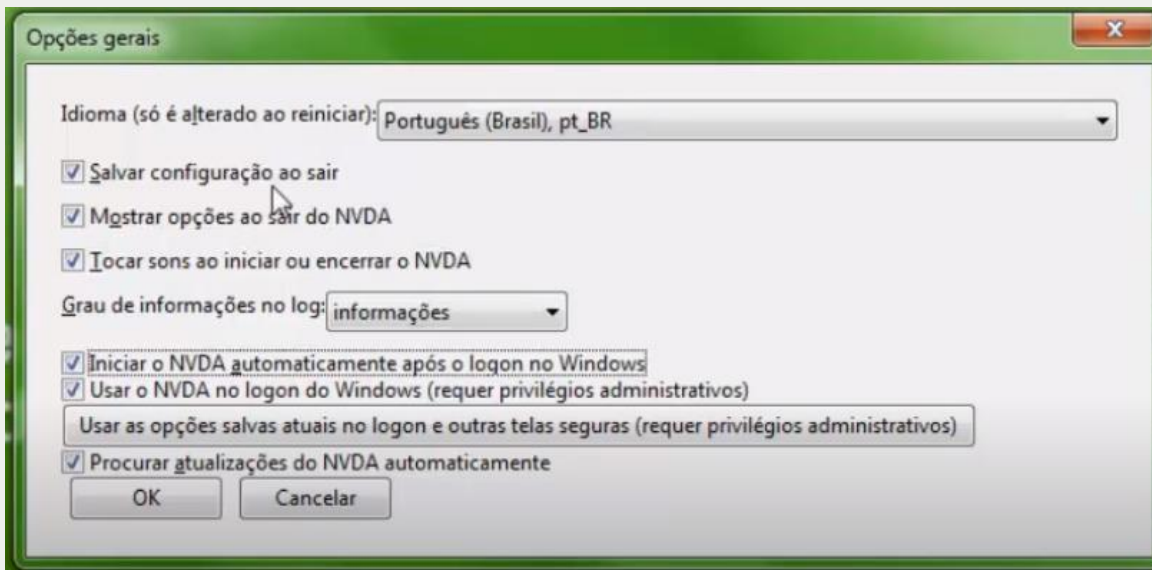 Opções gerais
Idioma (só é alterado ao reiniciar): Português (Brasil), pt_BR
Salvar configuração ao sair
Mostrar opções ao sair do NVDA
Tocar sons ao iniciar ou encerrar o NVDA
Grau de informações no log: informações
Iniciar o NVDA automaticamente após o logon no Windows
Usar o NVDA no logon do Windows (requer privilégios administrativos)
Usar as opções salvas atuais no logon e outras telas seguras (requer privilégios administrativos)
Procurar atualizações do NVDA automaticamente
OK Cancelar